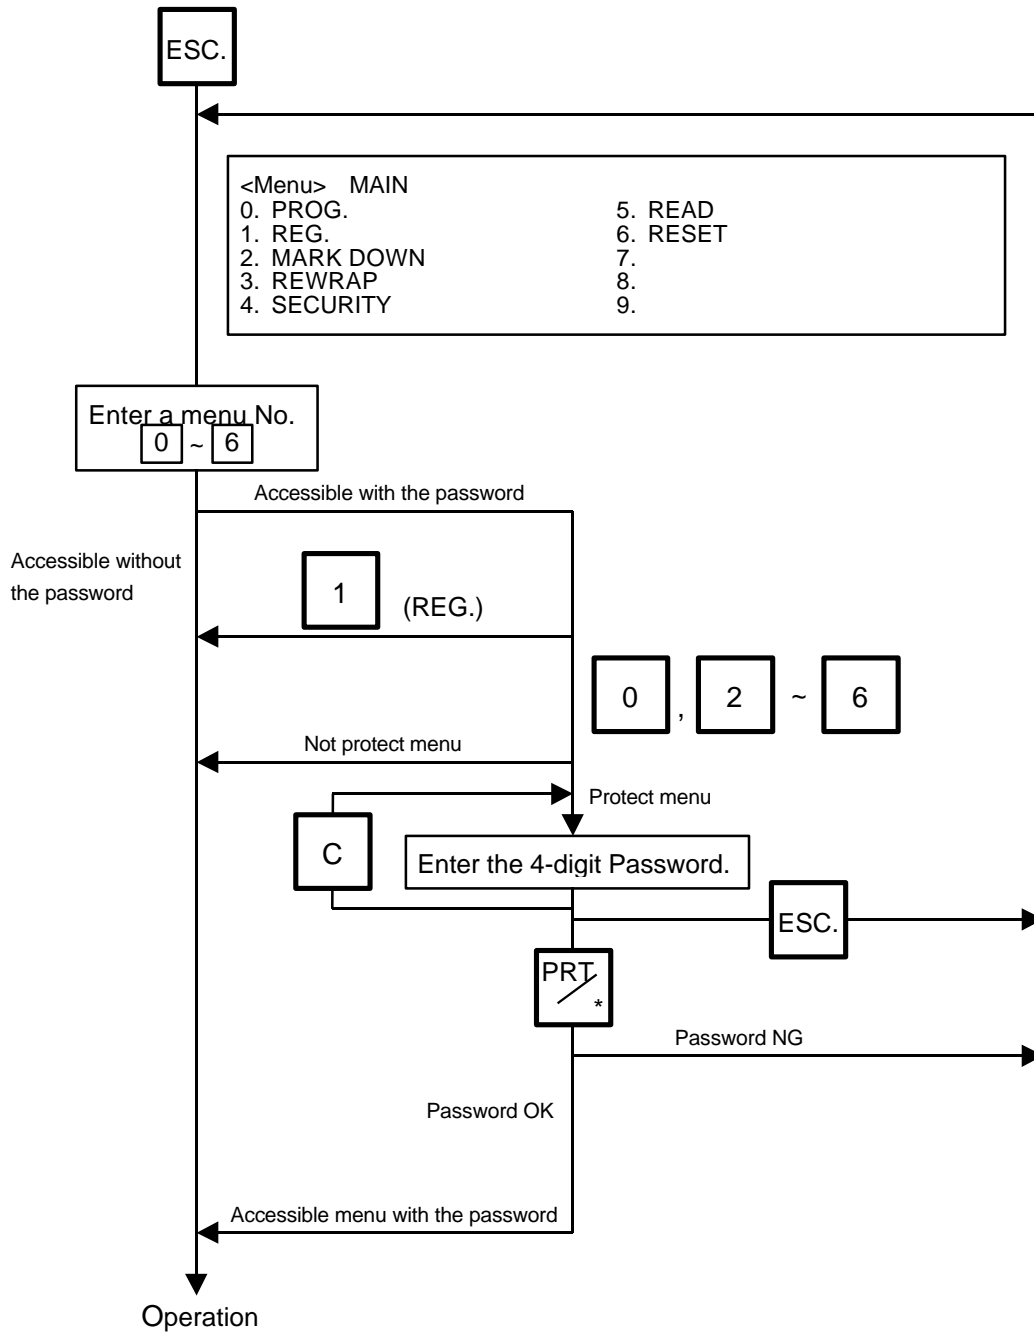 ESC.
<Menu> MAIN
0. PROG. 5. READ
1. REG. 6. RESET
2. MARK DOWN 7.
3. REWRAP 8.
4. SECURITY 9.
Enter a menu No.
0 ~ 6
Accessible with the password
Accessible without
the password
1 (REG.)
0 , 2 ~ 6
Not protect menu
Protect menu
C
Enter the 4-digit Password.
ESC.
PRT
*
Password NG
Password OK
Accessible menu with the password
Operation